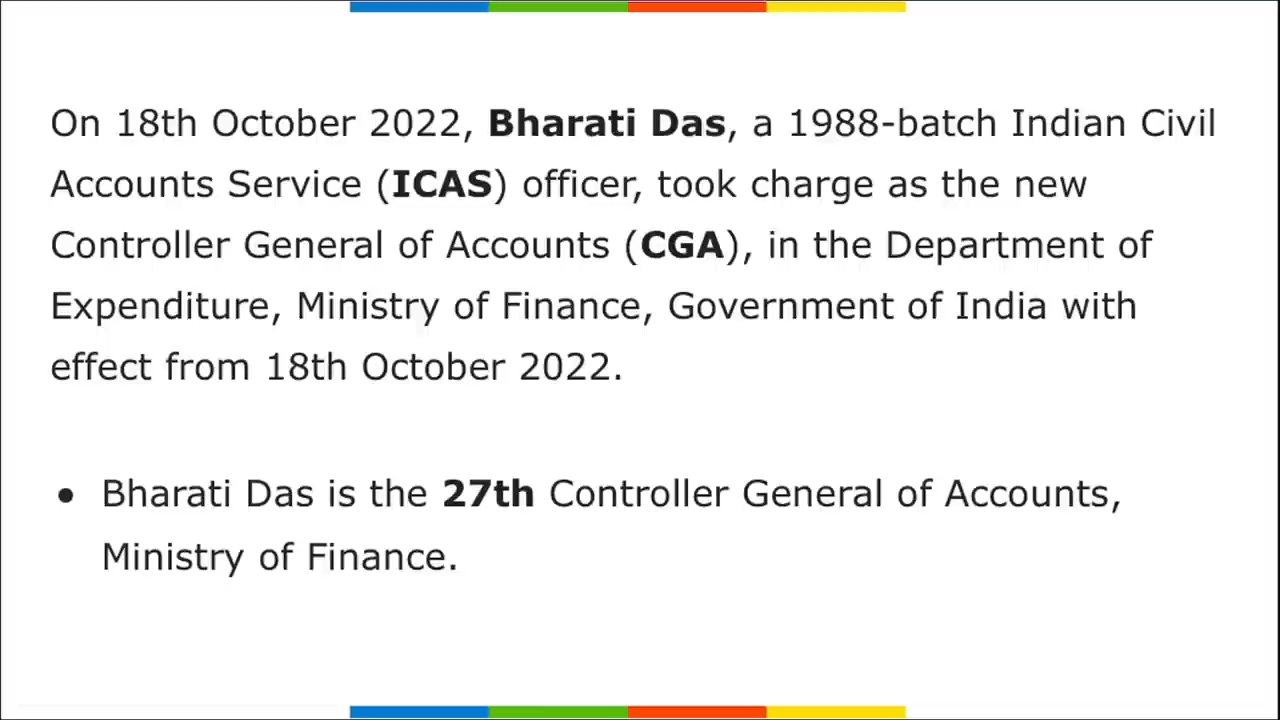 On 18th October 2022, Bharati Das, a 1988-batch Indian Civil
Accounts Service (ICAS) officer, took charge as the new
Controller General of Accounts (CGA), in the Department of
Expenditure, Ministry of Finance, Government of India with
effect from 18th October 2022.
● Bharati Das is the 27th Controller General of Accounts,
Ministry of Finance.